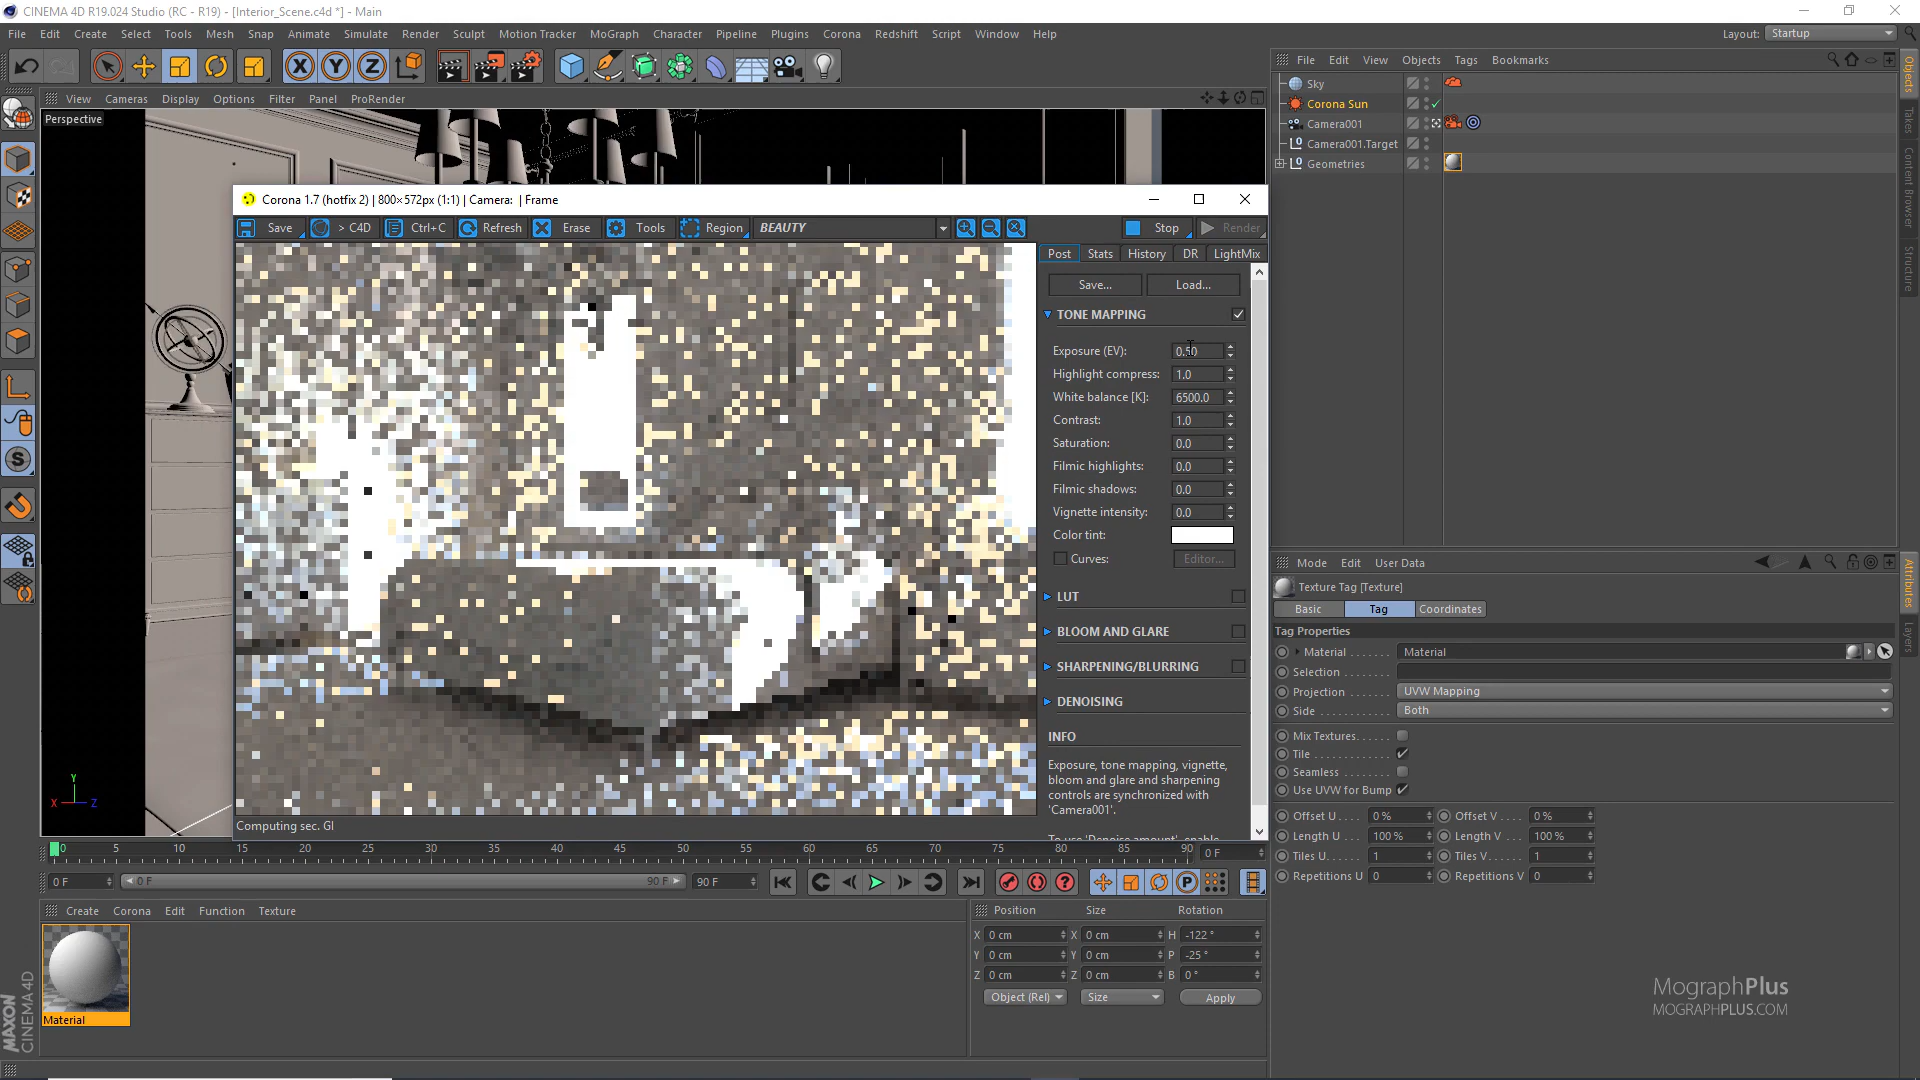 CINEMA 4D R19.024 Studio (RC - R19) - [Interior_Scene.c4d *] - Main
File Edit Create Select Tools Mesh Snap Animate Simulate Render Sculpt Motion Tracker MoGraph Character Pipeline Plugins Corona Redshift Script Window Help
Layout: Startup
View Cameras Display Options Filter Panel ProRender
Perspective
File Edit View Objects Tags Bookmarks
Sky
Corona Sun
Camera001
Camera001.Target
Geometries
Objects
Takes
Content Browser
Structure
Corona 1.7 (hotfix 2) | 800×572px (1:1) | Camera: | Frame
Save > C4D Ctrl+C Refresh Erase Tools Region BEAUTY Stop Render
Post Stats History DR LightMix
Save... Load...
TONE MAPPING
Exposure (EV): 0.50
Highlight compress: 1.0
White balance [K]: 6500.0
Contrast: 1.0
Saturation: 0.0
Filmic highlights: 0.0
Filmic shadows: 0.0
Vignette intensity: 0.0
Color tint:
Curves: Editor...
LUT
BLOOM AND GLARE
SHARPENING/BLURRING
DENOISING
INFO
Exposure, tone mapping, vignette,
bloom and glare and sharpening
controls are synchronized with
'Camera001'.
Computing sec. GI
Y
X Z
Mode Edit User Data
Texture Tag [Texture]
Basic Tag Coordinates
Tag Properties
Material . . . . . . . Material
Selection . . . . . . .
Projection . . . . . . UVW Mapping
Side . . . . . . . . . . . Both
Mix Textures. . . . . .
Tile . . . . . . . . . . . . . .
Seamless . . . . . . . . .
Use UVW for Bump
Offset U . . . . 0 % Offset V . . . . 0 %
Length U . . . 100 % Length V . . . 100 %
Tiles U. . . . . 1 Tiles V. . . . . 1
Repetitions U 0 Repetitions V 0
Attributes
Layers
0 5 10 15 20 25 30 35 40 45 50 55 60 65 70 75 80 85 90 0 F
0 F 0 F 90 F 90 F
Create Corona Edit Function Texture
Material
Position Size Rotation
X 0 cm X 0 cm H -122 °
Y 0 cm Y 0 cm P -25 °
Z 0 cm Z 0 cm B 0 °
Object (Rel) Size Apply
MAXON
CINEMA 4D
MographPlus
MOGRAPHPLUS.COM